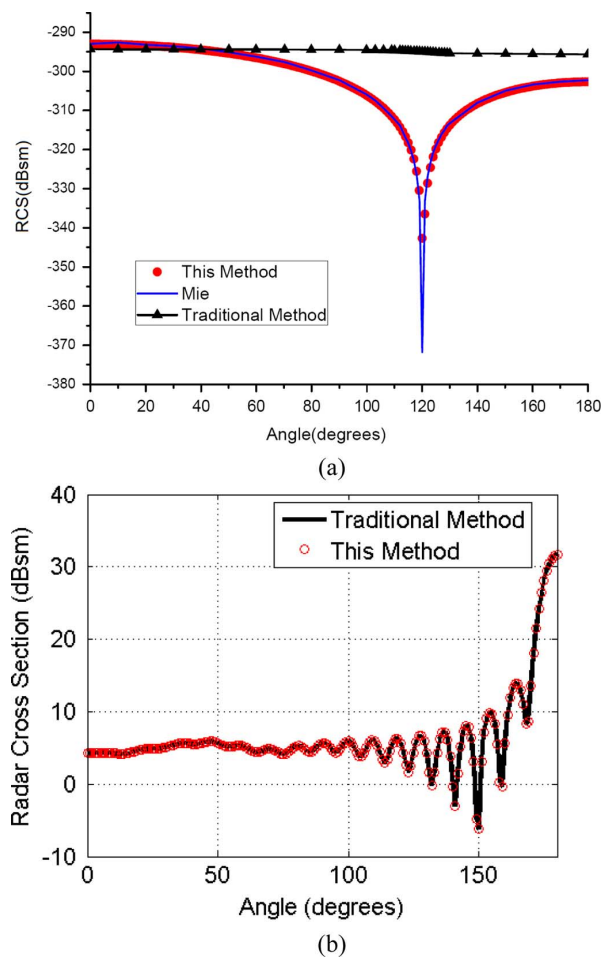 -290
-300
-310
-320
-330
-340
-350
-360
-370
-380
RCS(dBsm)
This Method
Mie
Traditional Method
0 20 40 60 80 100 120 140 160 180
Angle(degrees)
(a)
40
30
20
10
0
-10
Radar Cross Section (dBsm)
Traditional Method
This Method
0 50 100 150
Angle (degrees)
(b)